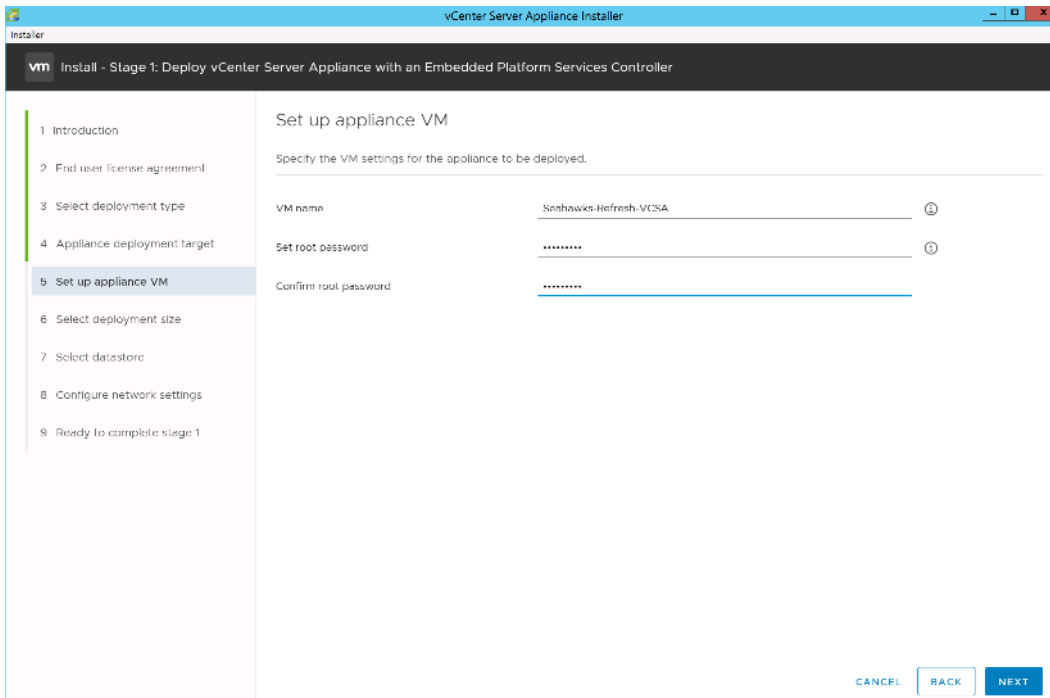 vCenter Server Appliance Installer
Installer
vm Install - Stage 1: Deploy vCenter Server Appliance with an Embedded Platform Services Controller
1 Introduction
2 End user license agreement
3 Select deployment type
4 Appliance deployment target
5 Set up appliance VM
6 Select deployment size
7 Select datastore
8 Configure network settings
9 Ready to complete stage 1
Set up appliance VM
Specify the VM settings for the appliance to be deployed.
VM name Seahawks-Refresh-VCSA
Set root password •••••••••
Confirm root password •••••••••
CANCEL BACK NEXT